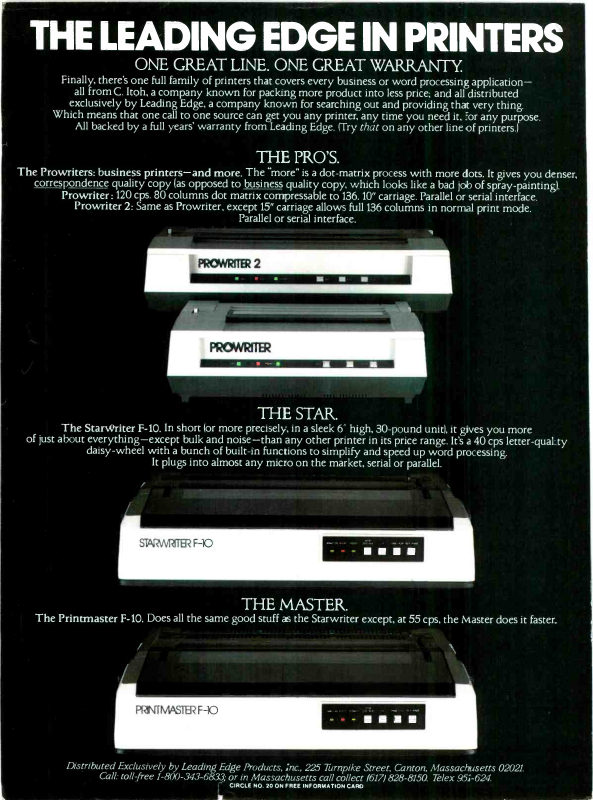 THE LEADING EDGE IN PRINTERS
ONE GREAT LINE. ONE GREAT WARRANTY.
Finally, there's one full family of printers that covers every business or word processing application—
all from C. Itoh, a company known for packing more product into less price; and all distributed
exclusively by Leading Edge, a company known for searching out and providing that very thing.
Which means that one call to one source can get you any printer, any time you need it, for any purpose.
All backed by a full years' warranty from Leading Edge. (Try that on any other line of printers.)
THE PRO'S.
The Prowriters: business printers—and more. The "more" is a dot-matrix process with more dots. It gives you denser,
correspondence quality copy (as opposed to business quality copy, which looks like a bad job of spray-painting).
Prowriter: 120 cps. 80 columns dot matrix compressable to 136. 10" carriage. Parallel or serial interface.
Prowriter 2: Same as Prowriter, except 15" carriage allows full 136 columns in normal print mode.
Parallel or serial interface.
PROWRITER 2
PROWRITER
THE STAR.
The Starwriter F-10. In short (or more precisely, in a sleek 6" high, 30-pound unit), it gives you more
of just about everything—except bulk and noise—than any other printer in its price range. It's a 40 cps letter-quality
daisy-wheel with a bunch of built-in functions to simplify and speed up word processing.
It plugs into almost any micro on the market, serial or parallel.
STARWRITER F-10
THE MASTER.
The Printmaster F-10. Does all the same good stuff as the Starwriter except, at 55 cps, the Master does it faster.
PRINTMASTER F-10
Distributed Exclusively by Leading Edge Products, Inc., 225 Turnpike Street, Canton, Massachusetts 02021.
Call: toll-free 1-800-343-6833; or in Massachusetts call collect (617) 828-8150. Telex 951-624.
CIRCLE NO. 20 ON FREE INFORMATION CARD